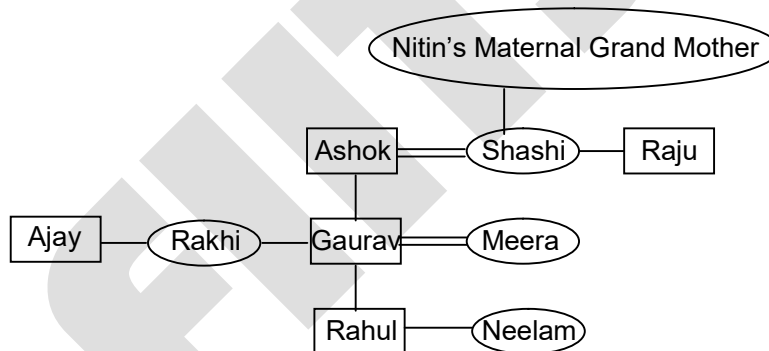 Nitin’s Maternal Grand Mother
Ashok Shashi Raju
Ajay Rakhi Gaurav Meera
Rahul Neelam